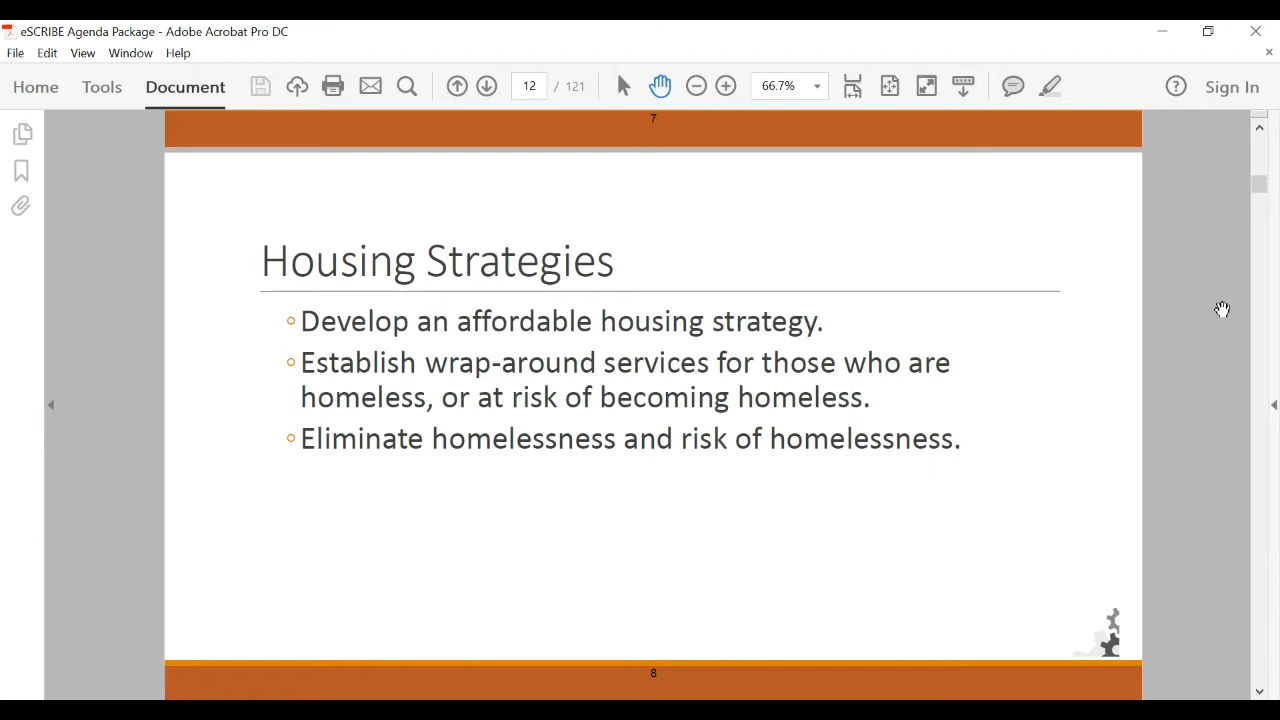 eSCRIBE Agenda Package - Adobe Acrobat Pro DC
File Edit View Window Help
Home Tools Document 12 / 121 66.7% Sign In
7
Housing Strategies
Develop an affordable housing strategy.
Establish wrap-around services for those who are
homeless, or at risk of becoming homeless.
Eliminate homelessness and risk of homelessness.
8